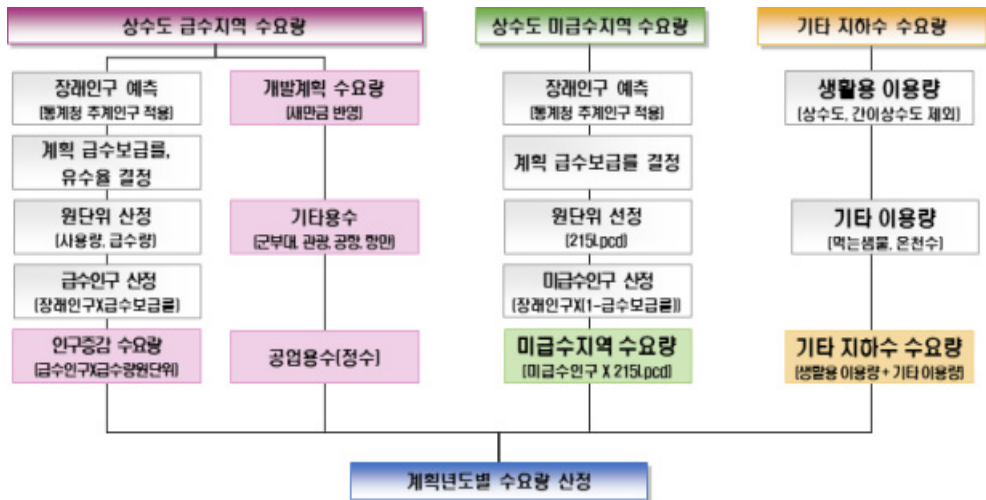 상수도 급수지역 수요량
장래인구 예측
(통계청 추계인구 적용)
계획 급수보급률,
유수율 결정
원단위 산정
(사용량, 급수량)
급수인구 산정
(장래인구X급수보급률)
인구증감 수요량
(급수인구X급수량원단위)
개발계획 수요량
(새만금 반영)
기타용수
(군부대, 관광, 공항, 항만)
공업용수(정수)
상수도 미급수지역 수요량
장래인구 예측
(통계청 추계인구 적용)
계획 급수보급률 결정
원단위 선정
(215Lpcd)
미급수인구 산정
(장래인구X(1-급수보급률))
미급수지역 수요량
(미급수인구 X 215Lpcd)
기타 지하수 수요량
생활용 이용량
(상수도, 간이상수도 제외)
기타 이용량
(먹는샘물, 온천수)
기타 지하수 수요량
(생활용 이용량 + 기타 이용량)
계획년도별 수요량 산정